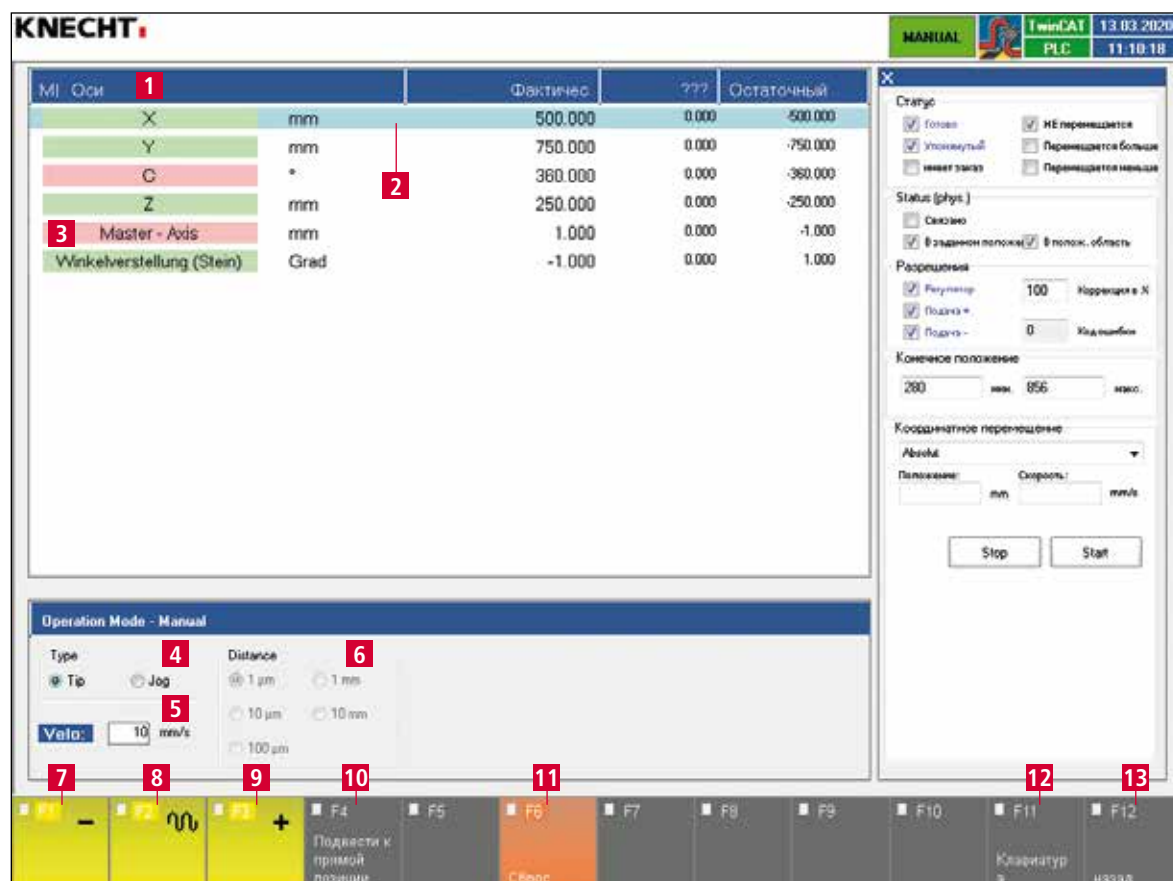 KNECHT
MANUAL
TwinCAT
PLC
13.03.2020
11:10:18
MI Оси 1 Фактичес ??? Остаточный
X mm 500.000 0.000 -500.000
Y mm 750.000 0.000 -750.000
2
C ° 360.000 0.000 -360.000
Z mm 250.000 0.000 -250.000
3 Master - Axis mm 1.000 0.000 -1.000
Winkelverstellung (Stein) Grad -1.000 0.000 1.000
X
Статус
Готово НЕ перемещается
Упомянутый Перемещается больше
имеет заказ Перемещается меньше
Status (phys.)
Связано
В заданном положе В полож. область
Разрешения
Регулятор 100 Коррекция в
Подача +
Подача - 0 Код ошибки
Конечное положение
280 мин. 856 макс.
Координатное перемещение
Absolut
Положение: Скорость:
mm mm/s
Stop Start
Operation Mode - Manual
Type 4 Distance 6
Tip Jog 1 µm 1 mm
5 10 µm 10 mm
Velo: 10 mm/s
100 µm
7 8 9 10 11 12 13
F1 - F2 F3 + F4 F5 F6 F7 F8 F9 F10 F11 F12
Подвести к
прямой
позиции
Сброс
Клавиатур
а
назад